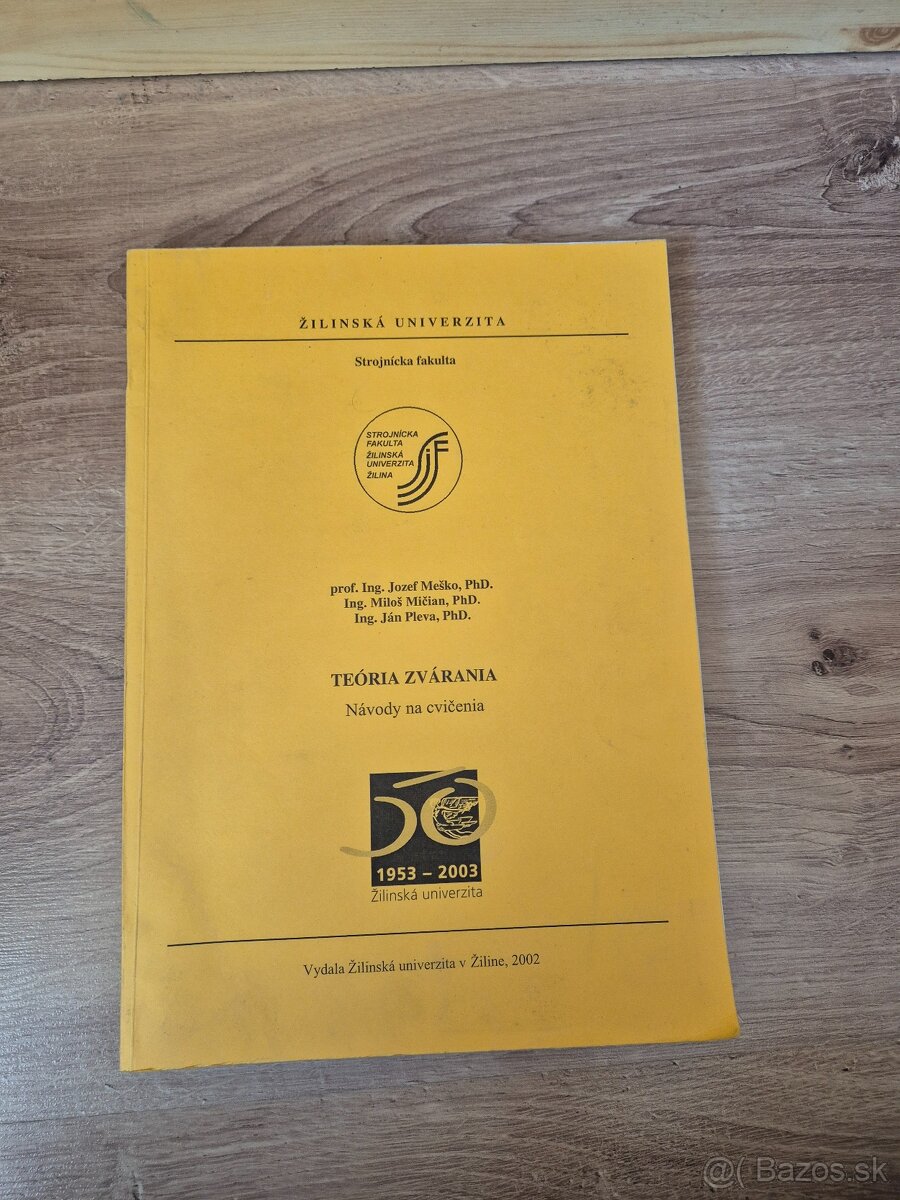 ŽILINSKÁ UNIVERZITA
Strojnícka fakulta
STROJNÍCKA
FAKULTA
ŽILINSKÁ
UNIVERZITA
ŽILINA
SjF
prof. Ing. Jozef Meško, PhD.
Ing. Miloš Mičian, PhD.
Ing. Ján Pleva, PhD.
TEÓRIA ZVÁRANIA
Návody na cvičenia
50
1953 – 2003
Žilinská univerzita
Vydala Žilinská univerzita v Žiline, 2002
@( Bazos.sk